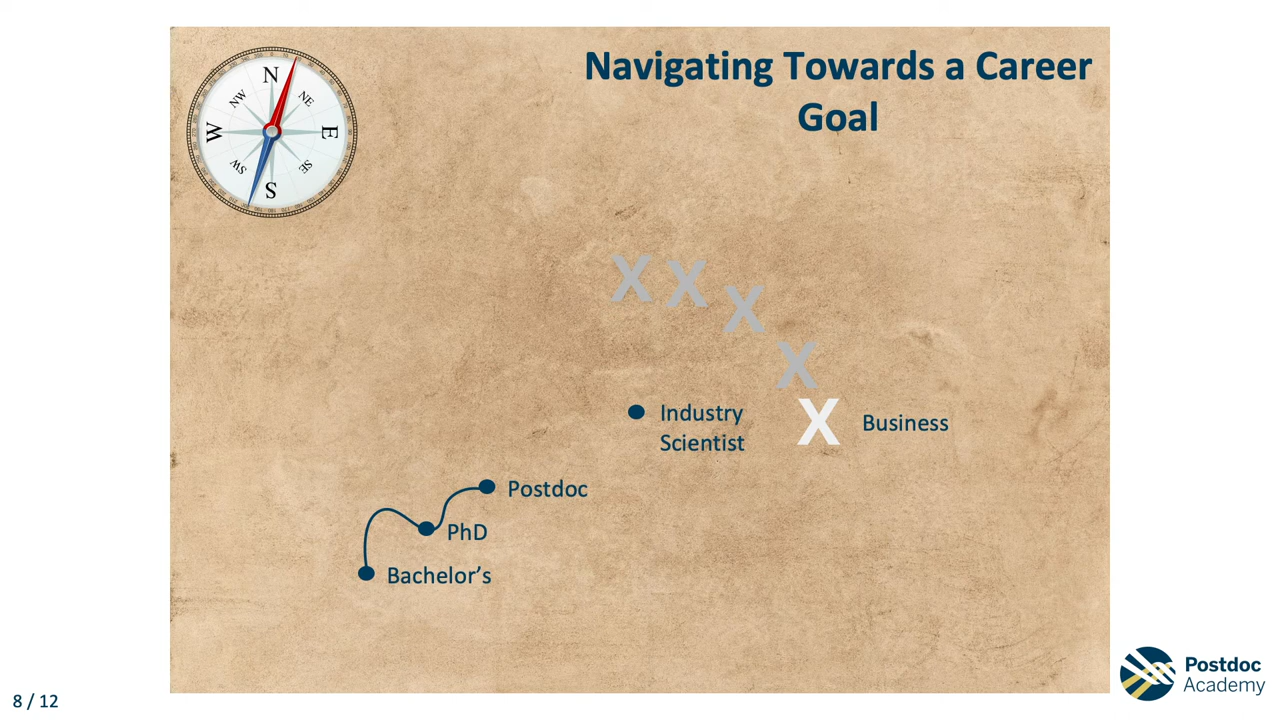 Navigating Towards a Career
Goal
N
NW
NE
W
E
SW
SE
S
X X
X
X
Industry
Scientist
X
Business
Postdoc
PhD
Bachelor’s
8 / 12
Postdoc
Academy